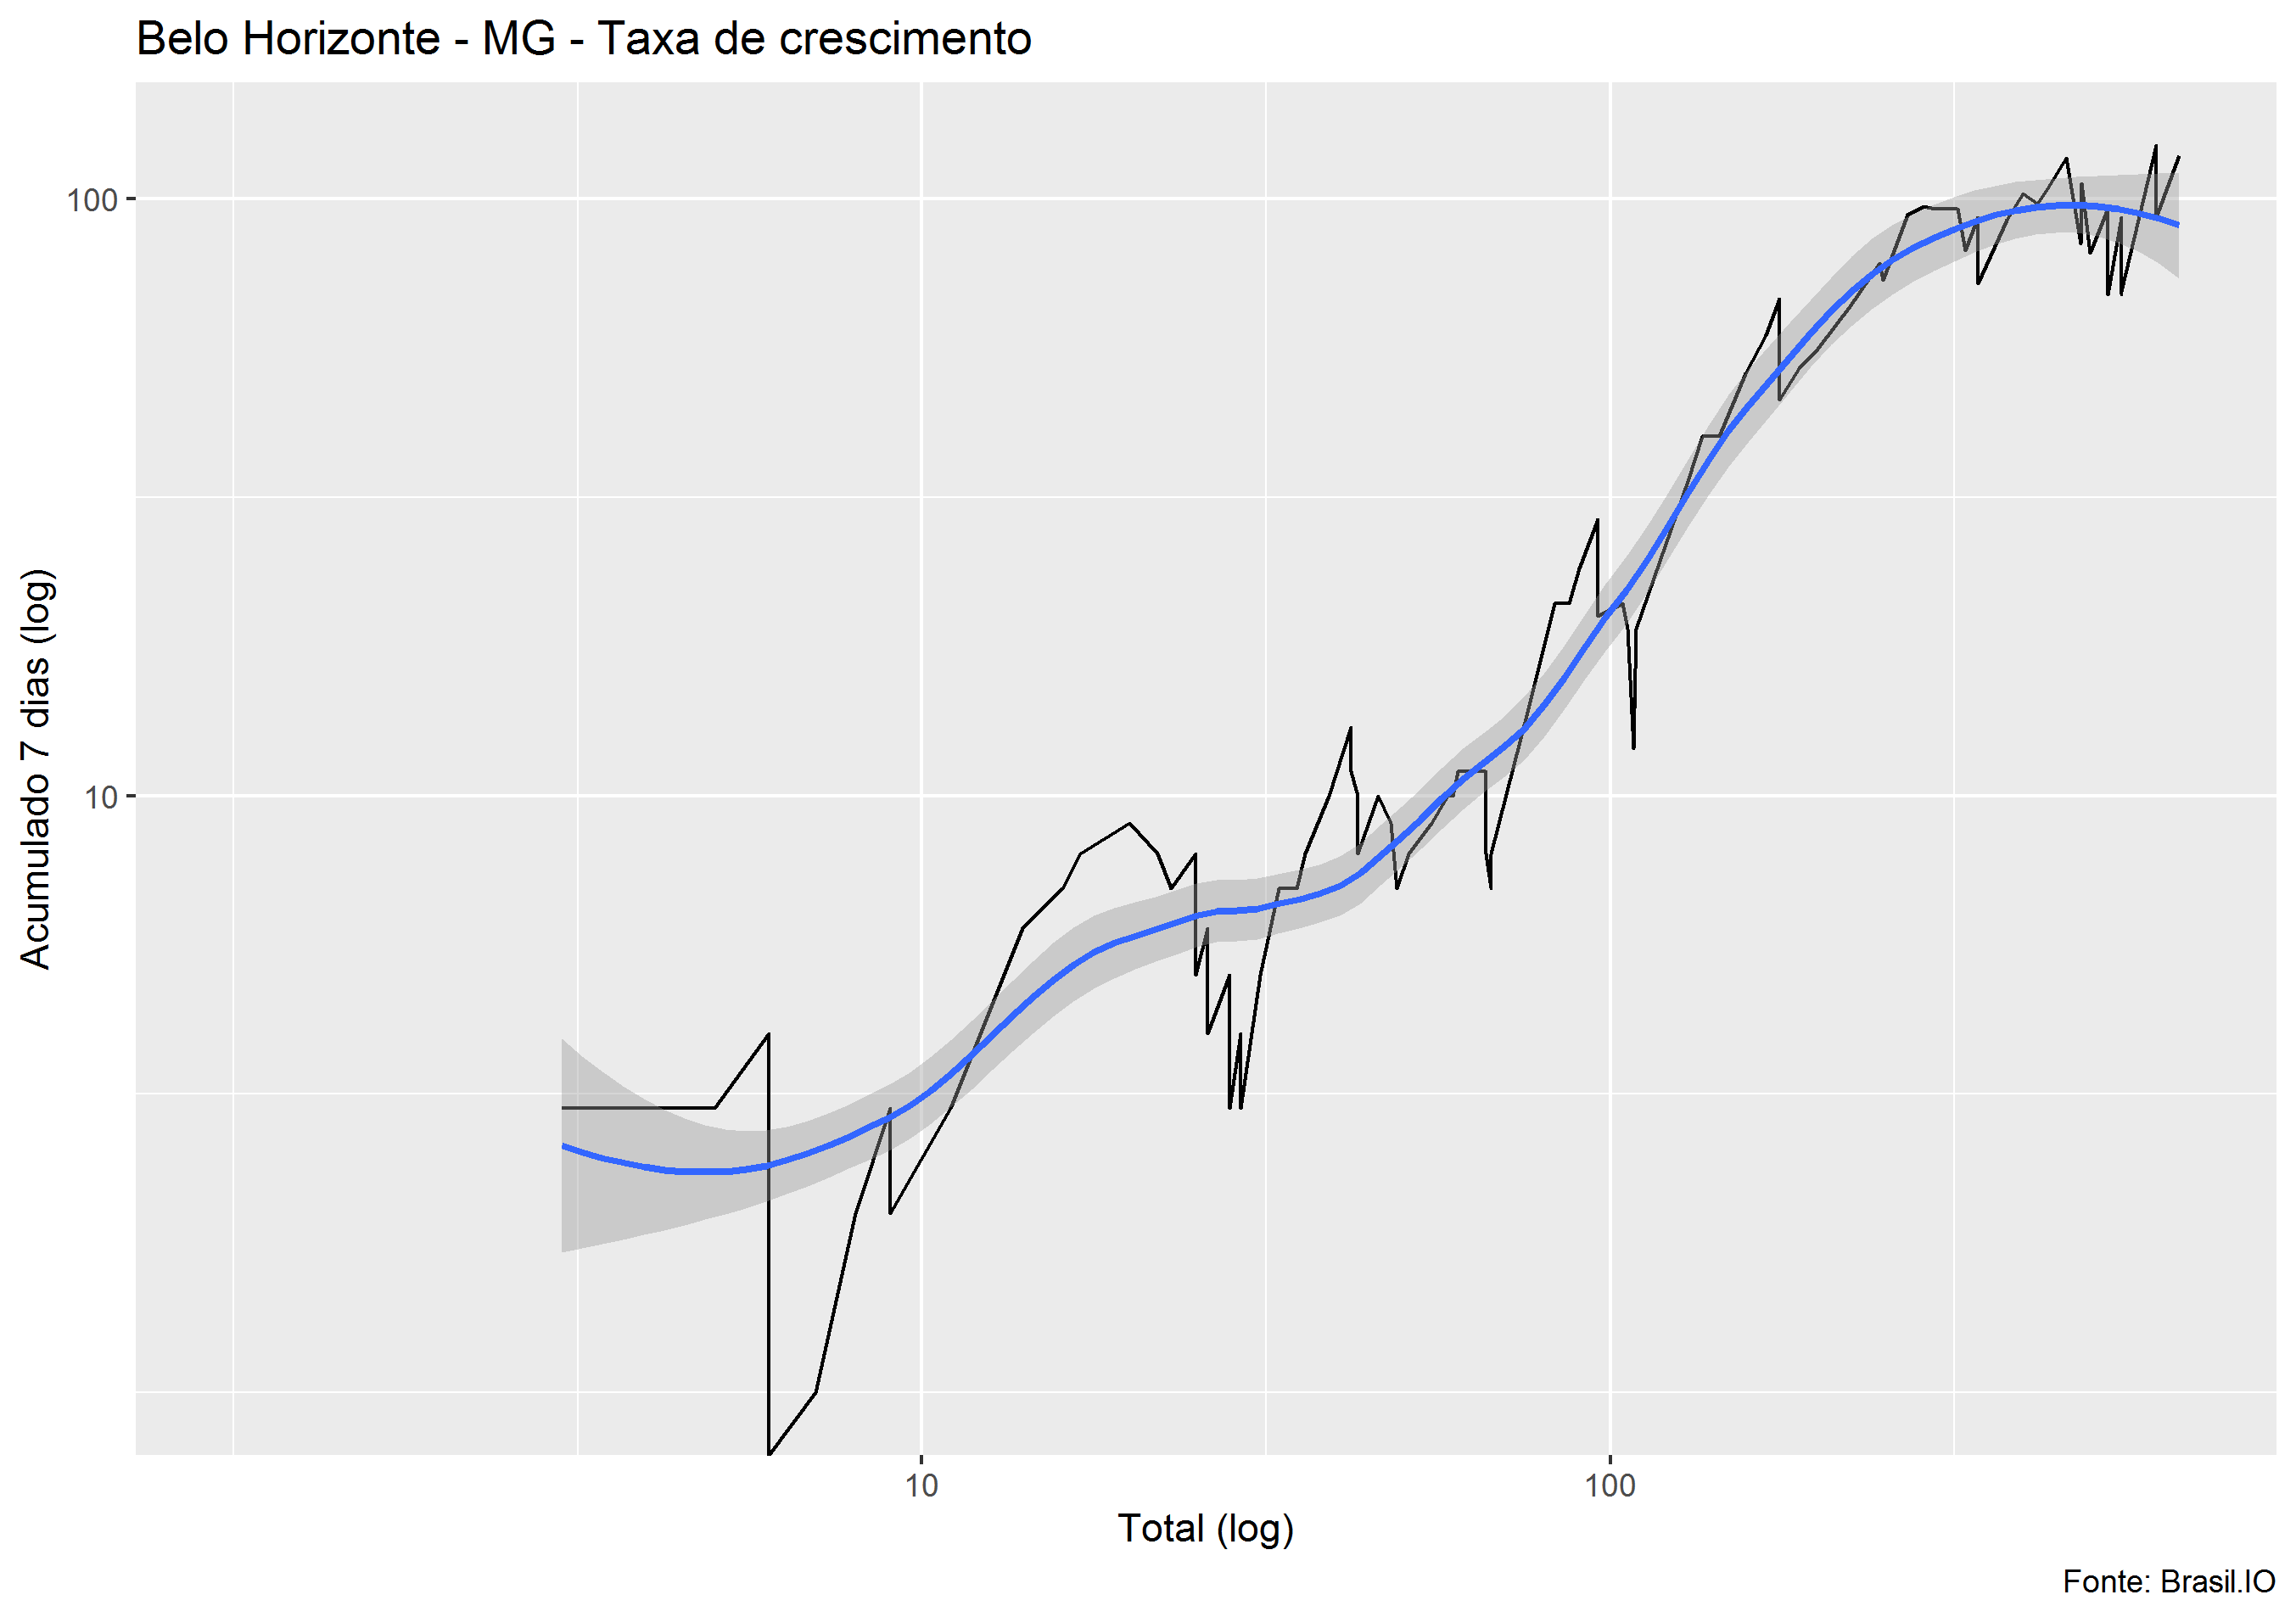 Belo Horizonte - MG - Taxa de crescimento
Acumulado 7 dias (log)
100
10
10
100
Total (log)
Fonte: Brasil.IO